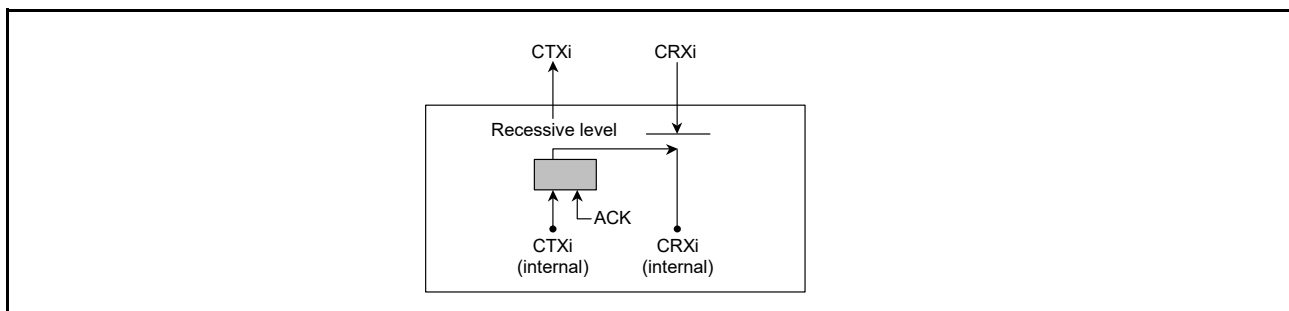 CTXi CRXi
Recessive level
ACK
CTXi CRXi
(internal) (internal)